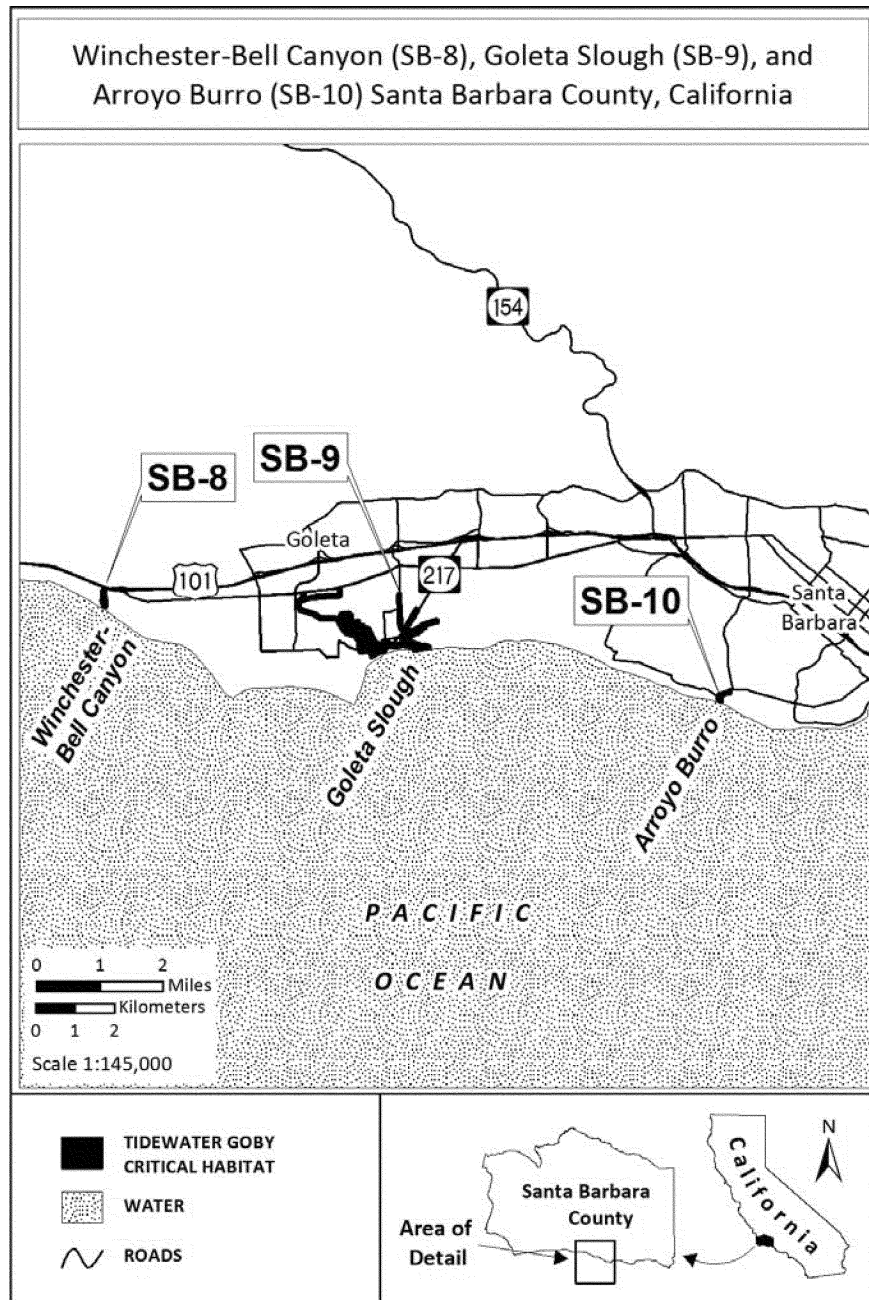 Winchester-Bell Canyon (SB-8), Goleta Slough (SB-9), and
Arroyo Burro (SB-10) Santa Barbara County, California
154
SB-8
SB-9
Goleta
101
217
SB-10
Santa
Barbara
Winchester-
Bell Canyon
Goleta Slough
Arroyo Burro
PACIFIC
OCEAN
0 1 2
Miles
Kilometers
0 1 2
Scale 1:145,000
TIDEWATER GOBY
CRITICAL HABITAT
WATER
ROADS
Santa Barbara
County
Area of
Detail
California
N